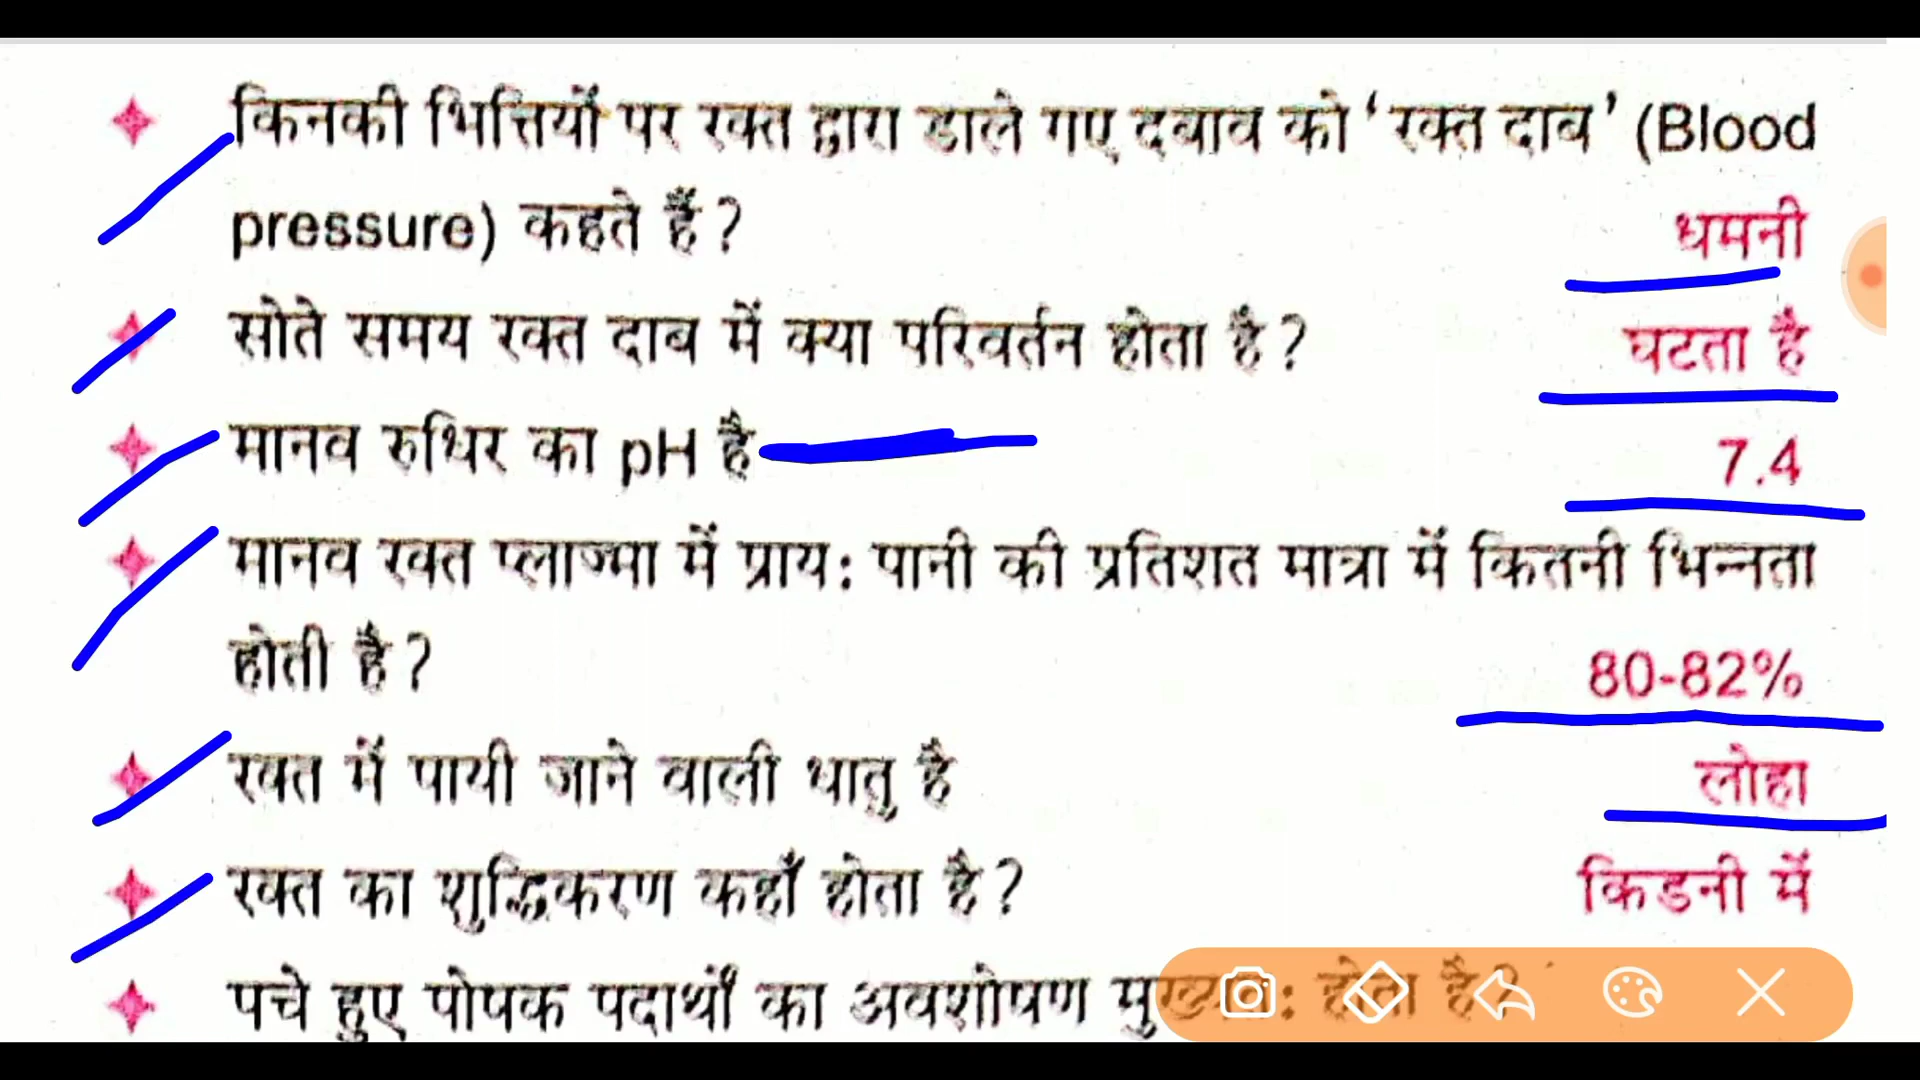 किनकी भित्तियों पर रक्त द्वारा डाले गए दबाव को ‘रक्त दाब’ (Blood
pressure) कहते हैं? धमनी
सोते समय रक्त दाब में क्या परिवर्तन होता है? घटता है
मानव रुधिर का pH है 7.4
मानव रक्त प्लाज्मा में प्राय: पानी की प्रतिशत मात्रा में कितनी भिन्नता
होती है? 80-82%
रक्त में पायी जाने वाली धातु है लोहा
रक्त का शुद्धिकरण कहाँ होता है? किडनी में
पचे हुए पोषक पदार्थों का अवशोषण मुख्यत: होता है?